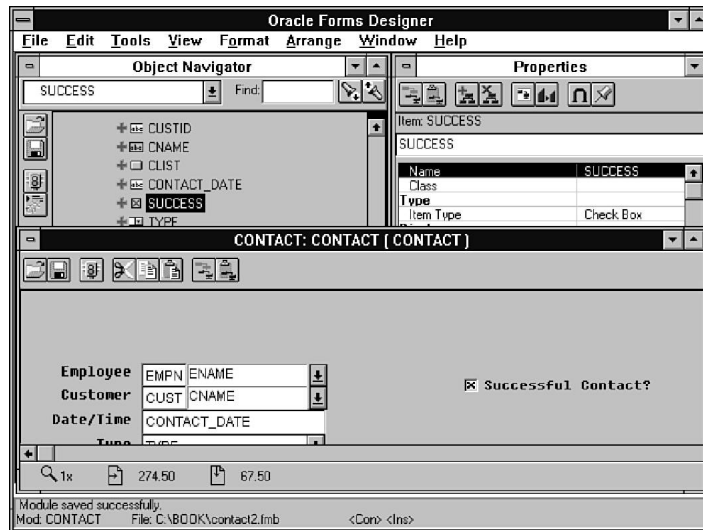 Oracle Forms Designer
File Edit Tools View Format Arrange Window Help
Object Navigator
SUCCESS Find:
CUSTID
CNAME
CLIST
CONTACT_DATE
SUCCESS
TYPE
Properties
Item: SUCCESS
SUCCESS
Name SUCCESS
Class
Type
Item Type Check Box
CONTACT: CONTACT ( CONTACT )
Employee EMPN ENAME
Customer CUST CNAME
Successful Contact?
Date/Time CONTACT_DATE
Type TYPE
1x 274.50 67.50
Module saved successfully.
Mod: CONTACT File: C:\BOOK\contact2.fmb <Con> <Ins>